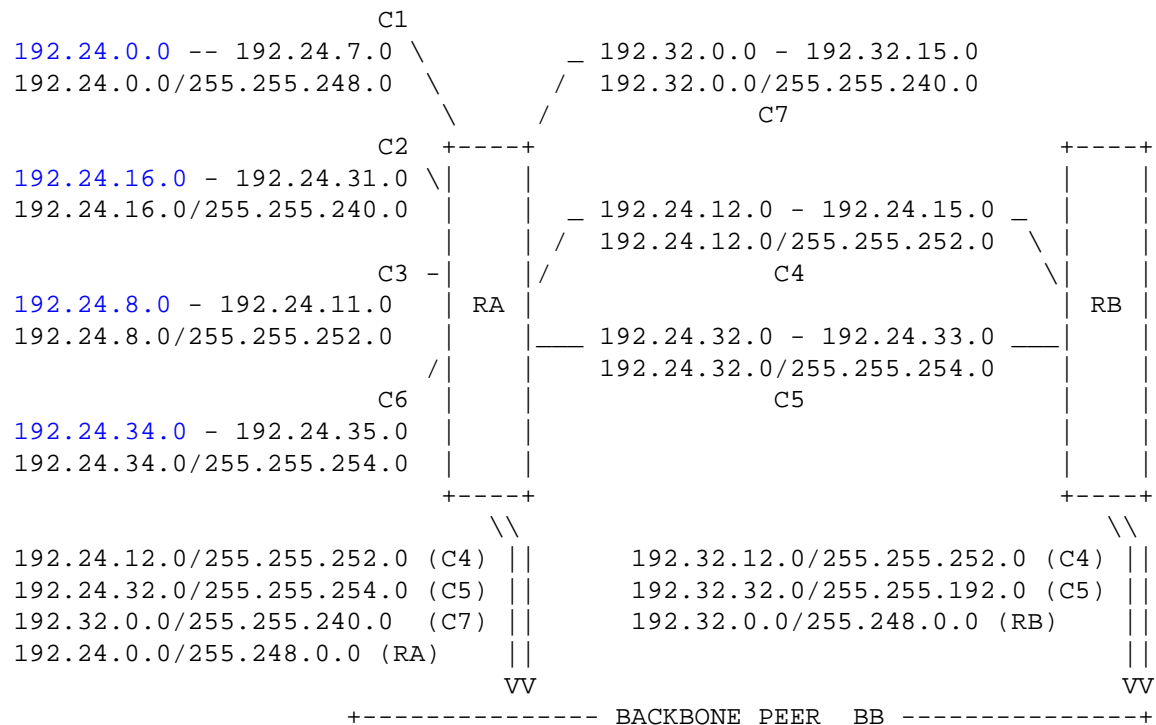 C1
192.24.0.0 -- 192.24.7.0 \ _ 192.32.0.0 - 192.32.15.0
192.24.0.0/255.255.248.0 \ / 192.32.0.0/255.255.240.0
\ / C7
C2 +----+ +----+
192.24.16.0 - 192.24.31.0 \| | | |
192.24.16.0/255.255.240.0 | | _ 192.24.12.0 - 192.24.15.0 _ | |
| | / 192.24.12.0/255.255.252.0 \ | |
C3 -| |/ C4 \| |
192.24.8.0 - 192.24.11.0 | RA | | RB |
192.24.8.0/255.255.252.0 | |___ 192.24.32.0 - 192.24.33.0 ___| |
/| | 192.24.32.0/255.255.254.0 | |
C6 | | C5 | |
192.24.34.0 - 192.24.35.0 | | | |
192.24.34.0/255.255.254.0 | | | |
+----+ +----+
\\ \\
192.24.12.0/255.255.252.0 (C4) || 192.32.12.0/255.255.252.0 (C4) ||
192.24.32.0/255.255.254.0 (C5) || 192.32.32.0/255.255.192.0 (C5) ||
192.32.0.0/255.255.240.0 (C7) || 192.32.0.0/255.248.0.0 (RB) ||
192.24.0.0/255.248.0.0 (RA) || ||
VV VV
+--------------- BACKBONE PEER BB ---------------+